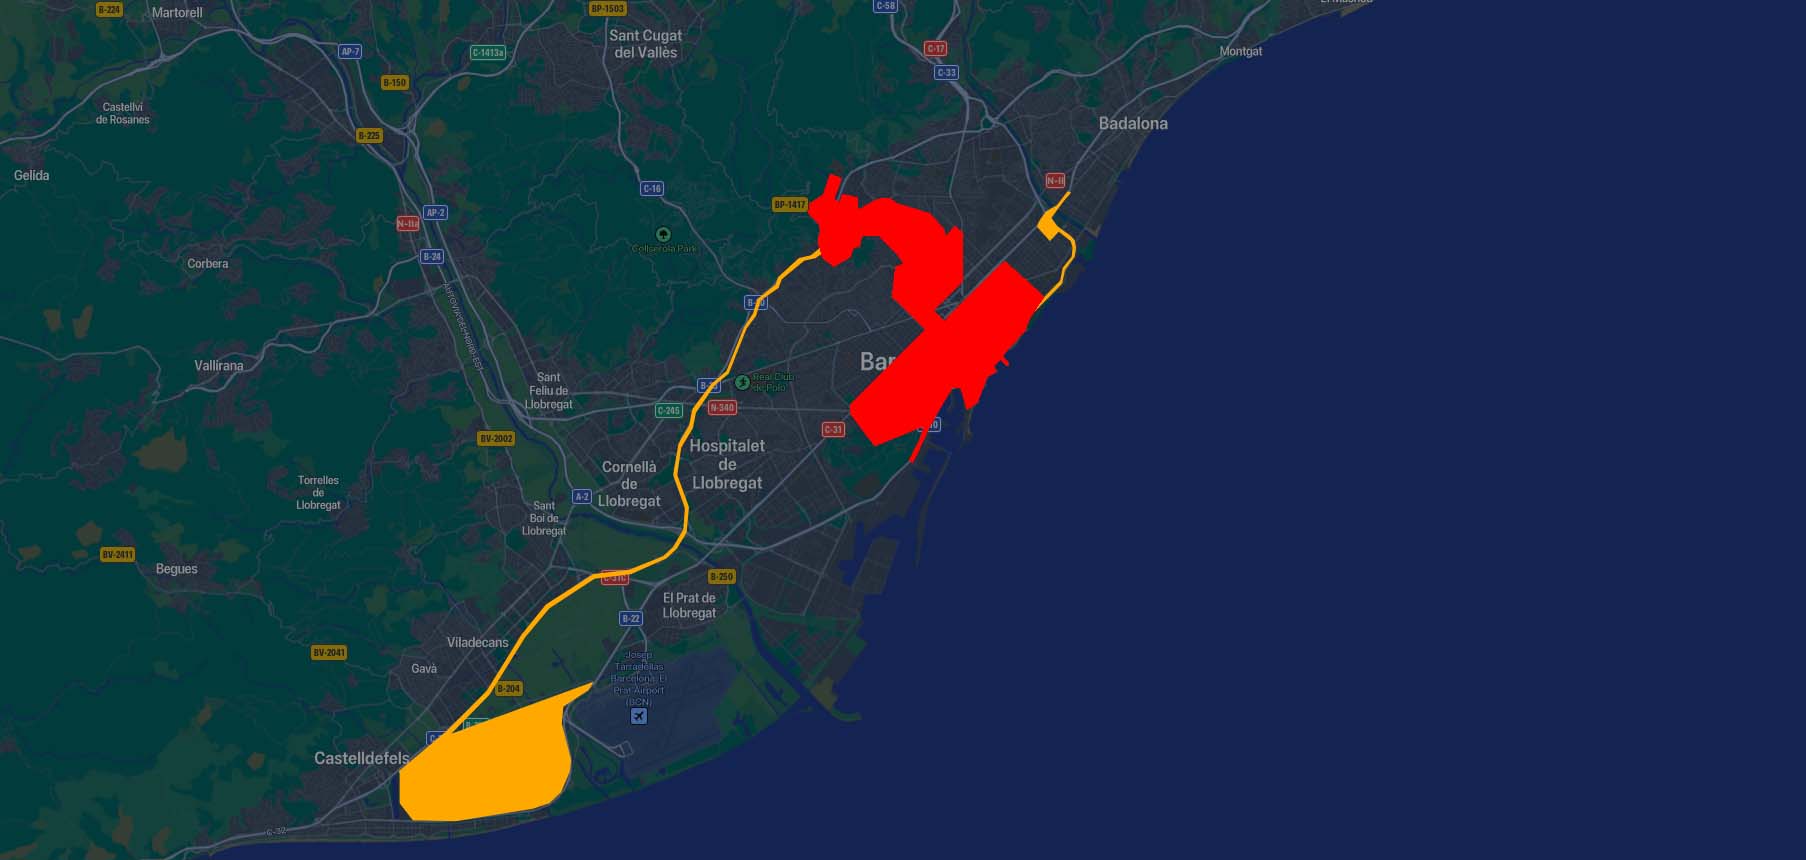 B-224
Martorell
BP-1503
C-58
AP-7
C-1413a
Sant Cugat
del Vallès
C-17
Montgat
C-33
B-150
Castellví
de Rosanes
B-225
Badalona
Gelida
C-16
BP-1417
N-II
AP-2
N-IIa
B-24
Collserola Park
Corbera
Vallirana
Bar
Sant
Feliu de
Llobregat
Real Club
de Polo
C-245
N-340
C-31
BV-2002
Hospitalet
de
Llobregat
Cornellà
de
Llobregat
Torrelles
de
Llobregat
A-2
Sant
Boi de
Llobregat
BV-2411
Begues
C-31C
B-250
El Prat de
Llobregat
B-22
Viladecans
BV-2041
Gavà
B-204
Josep
Tarradellas
Barcelona-El
Prat Airport
(BCN)
Castelldefels
C-32